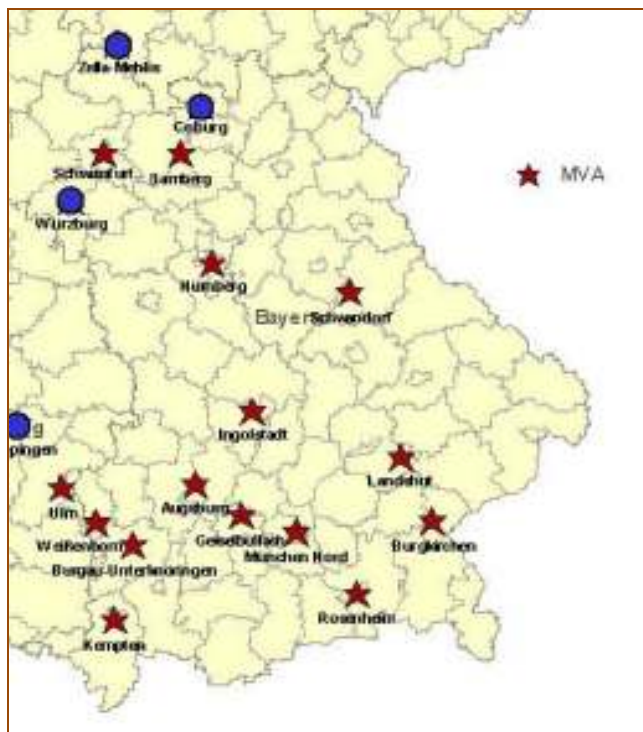 Zella-Mehlis
Coburg
Schweinfurt
Bamberg
MVA
Würzburg
Nürnberg
Bayern
Schwandorf
g
Ingolstadt
ppingen
Landshut
Ulm
Augsburg
Weißenhorn
Geiselbullach
München Nord
Burgkirchen
Burgau-Unterknöringen
Rosenheim
Kempten